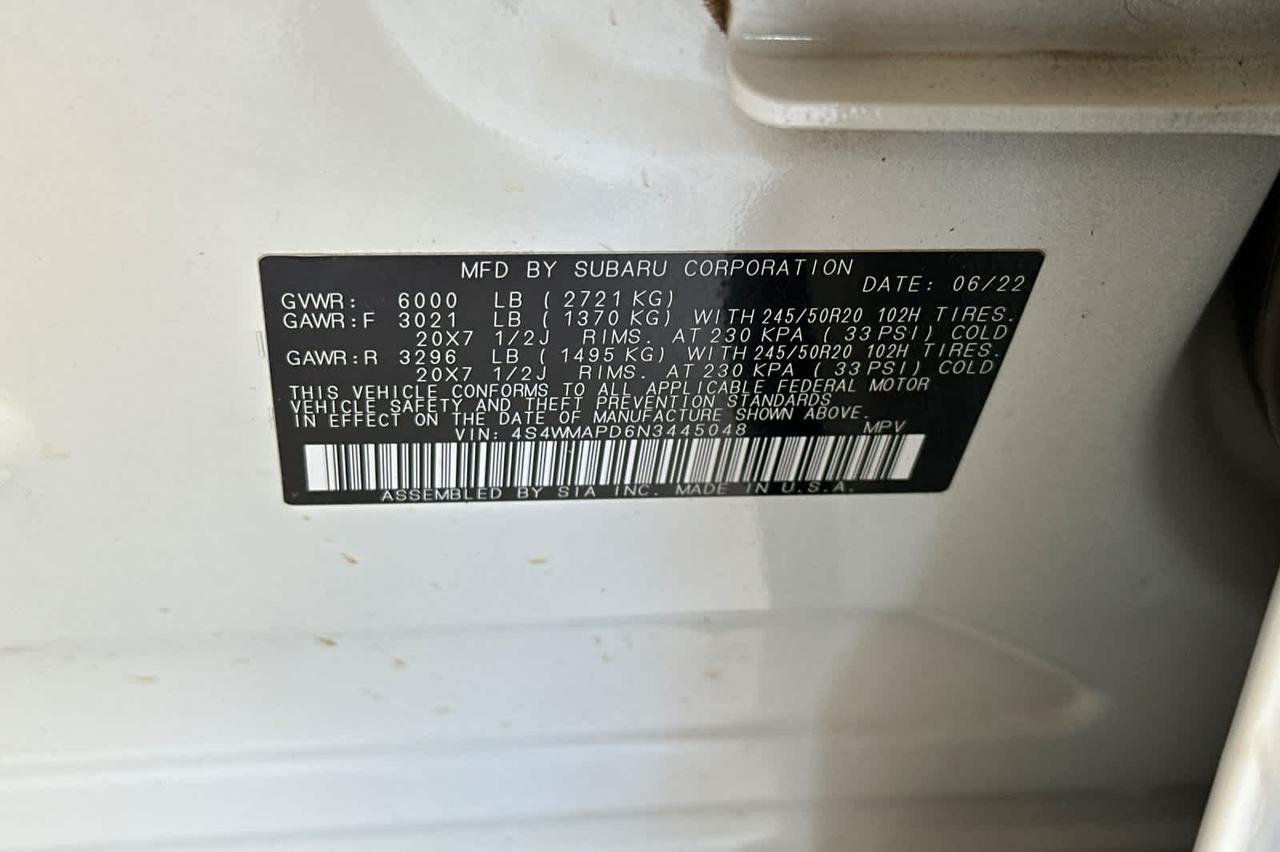 MFD BY SUBARU CORPORATION
DATE: 06/22
GVWR: 6000 LB ( 2721 KG)
GAWR:F 3021 LB ( 1370 KG) WITH 245/50R20 102H TIRES.
20X7 1/2J RIMS. AT 230 KPA ( 33 PSI) COLD
GAWR:R 3296 LB ( 1495 KG) WITH 245/50R20 102H TIRES.
20X7 1/2J RIMS. AT 230 KPA ( 33 PSI) COLD
THIS VEHICLE CONFORMS TO ALL APPLICABLE FEDERAL MOTOR
VEHICLE SAFETY AND THEFT PREVENTION STANDARDS
IN EFFECT ON THE DATE OF MANUFACTURE SHOWN ABOVE.
VIN: 4S4WMAPD6N3445048 MPV
ASSEMBLED BY SIA INC. MADE IN U.S.A.